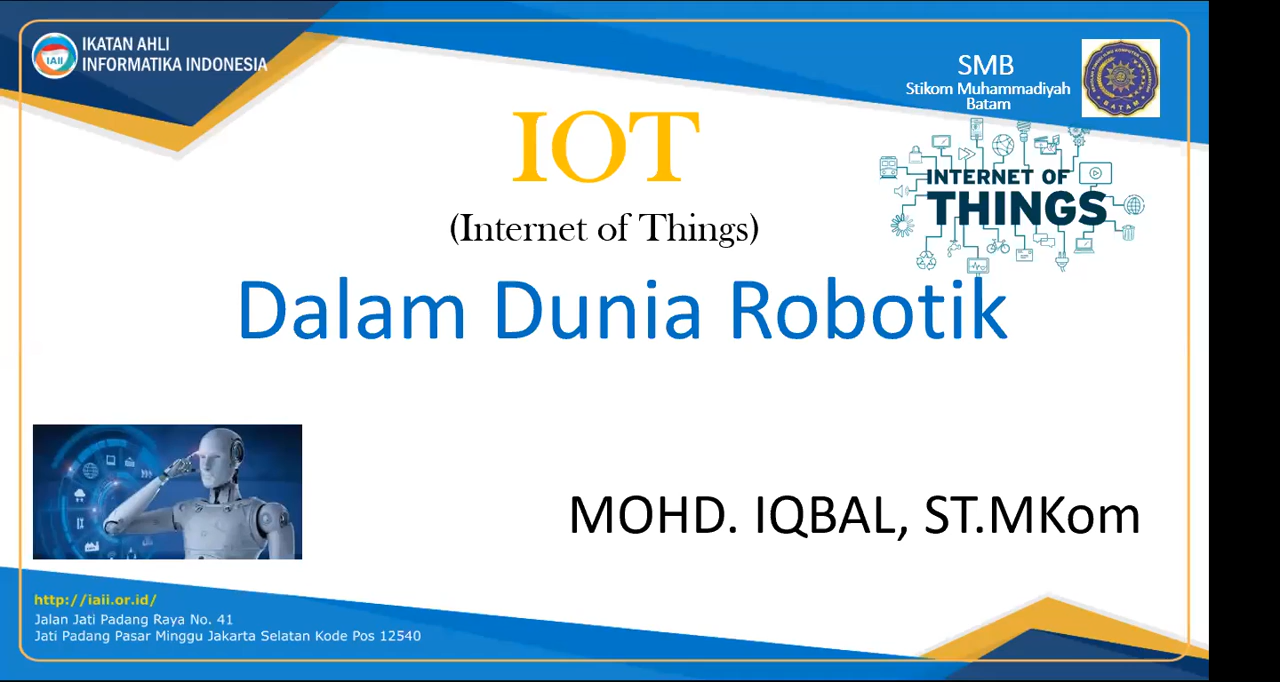 IKATAN AHLI
INFORMATIKA INDONESIA
IAII
SMB
Stikom Muhammadiyah
Batam
BATAM
IOT
(Internet of Things)
INTERNET OF
THINGS
Dalam Dunia Robotik
MOHD. IQBAL, ST.MKom
http://iaii.or.id/
Jalan Jati Padang Raya No. 41
Jati Padang Pasar Minggu Jakarta Selatan Kode Pos 12540